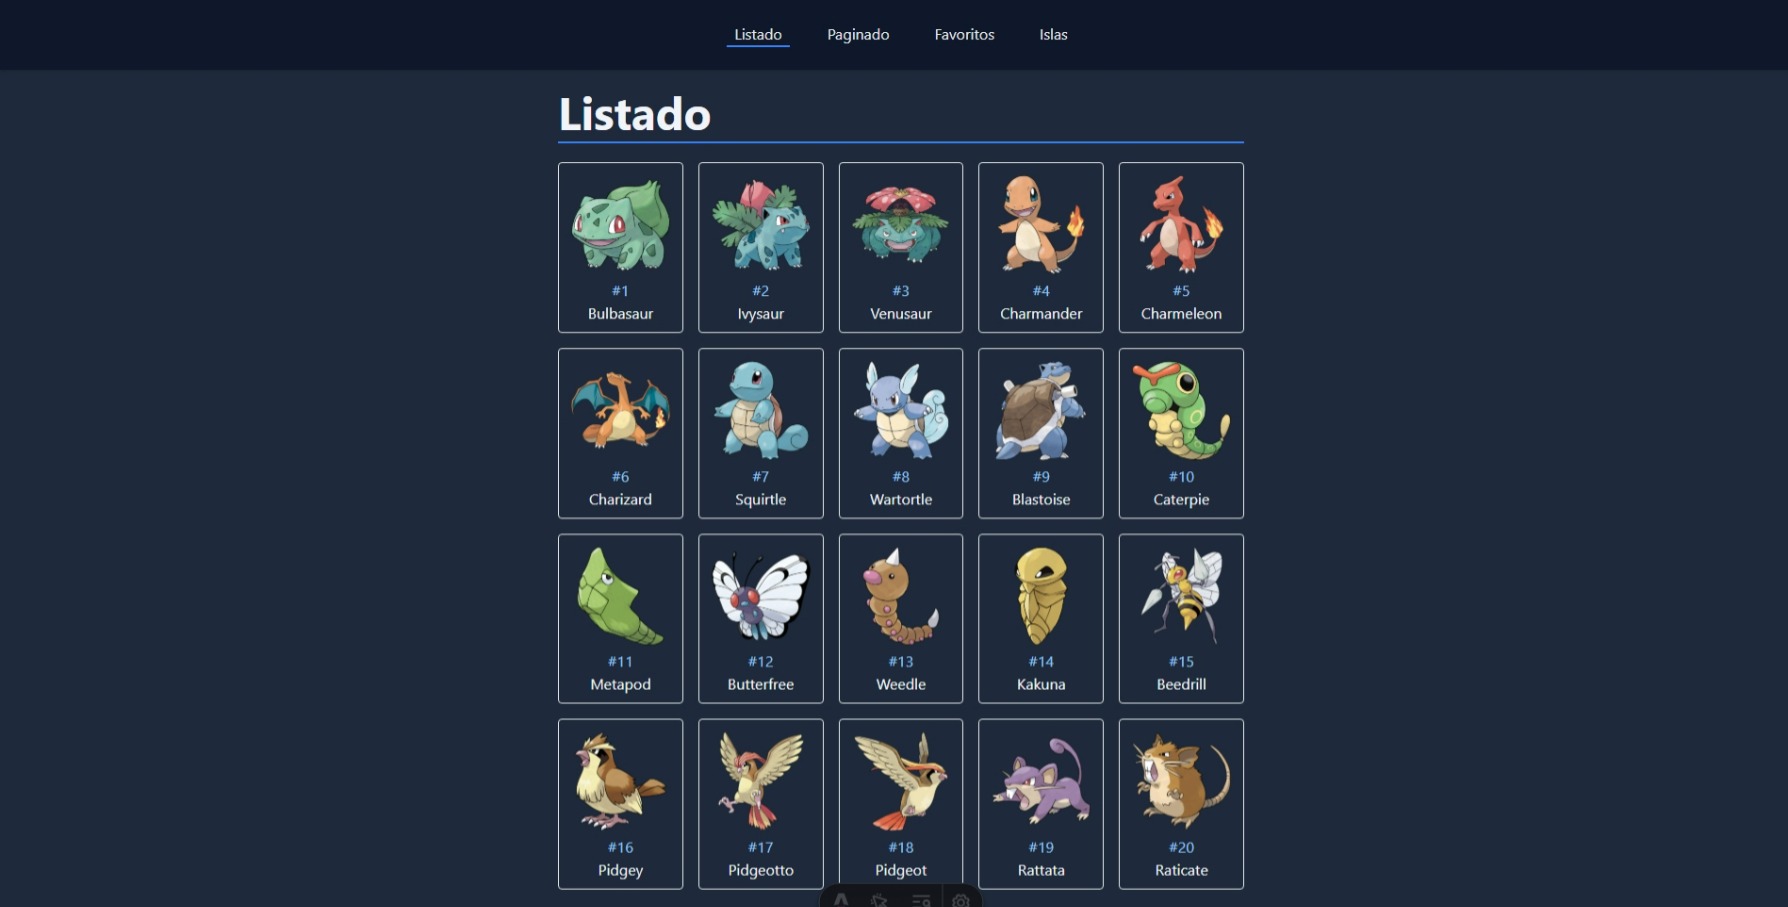 Listado Paginado Favoritos Islas
Listado
#1 #2 #3 #4 #5
Bulbasaur Ivysaur Venusaur Charmander Charmeleon
#6 #7 #8 #9 #10
Charizard Squirtle Wartortle Blastoise Caterpie
#11 #12 #13 #14 #15
Metapod Butterfree Weedle Kakuna Beedrill
#16 #17 #18 #19 #20
Pidgey Pidgeotto Pidgeot Rattata Raticate